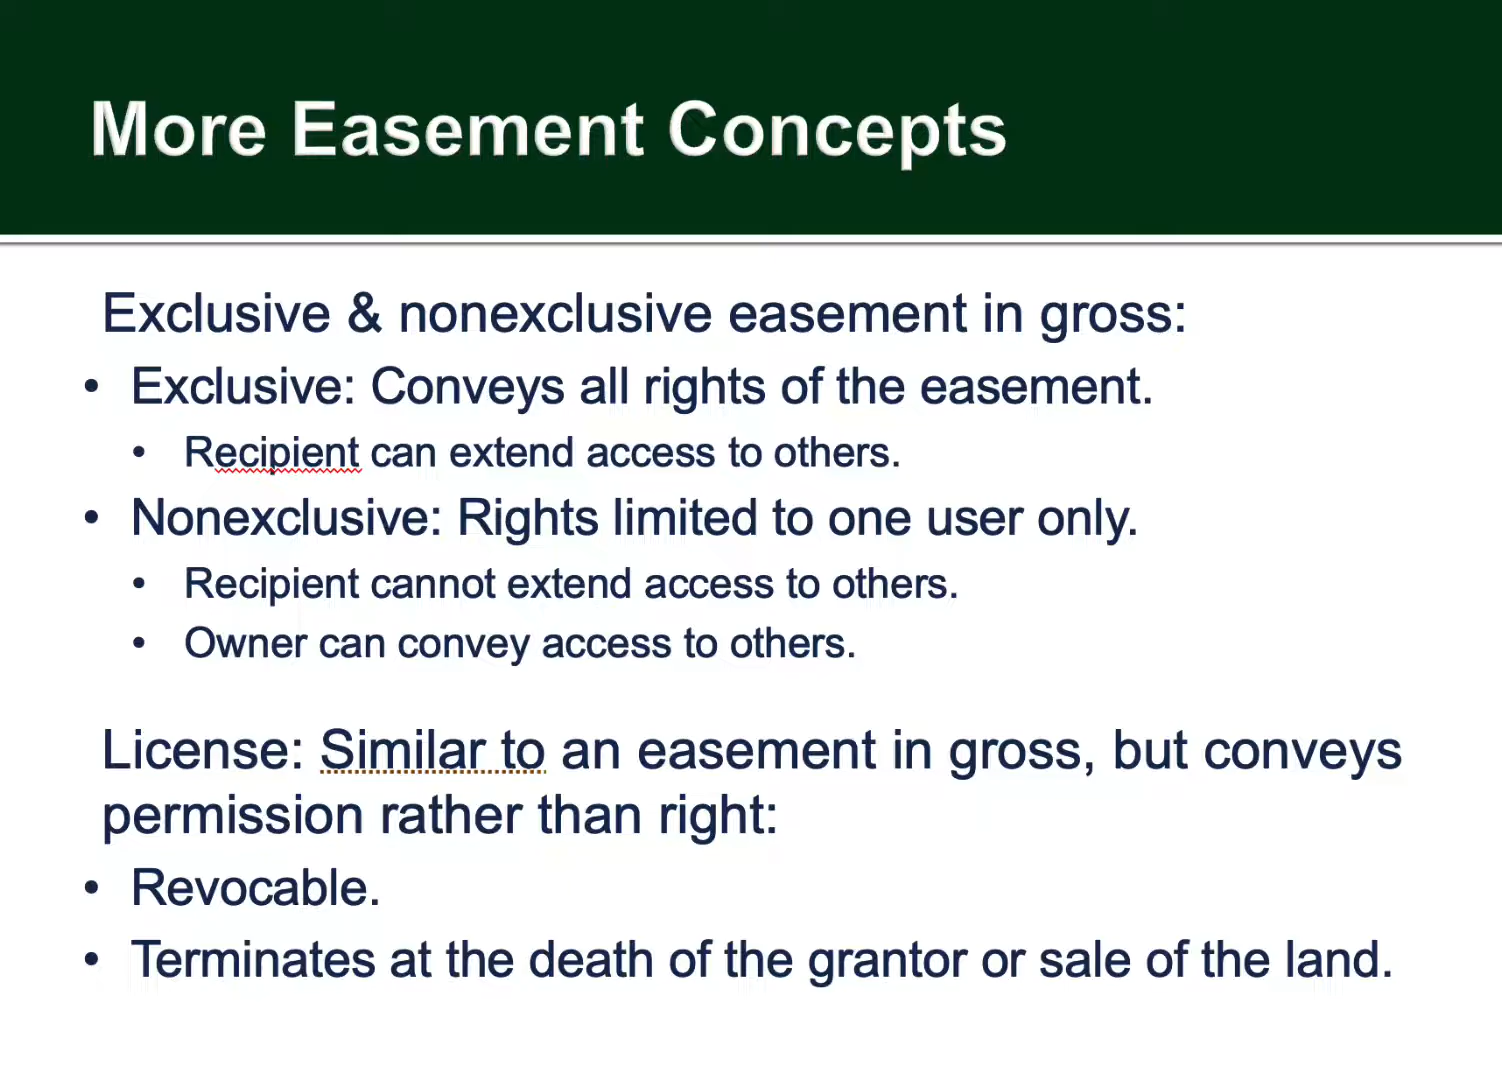 More Easement Concepts
Exclusive & nonexclusive easement in gross:
• Exclusive: Conveys all rights of the easement.
• Recipient can extend access to others.
• Nonexclusive: Rights limited to one user only.
• Recipient cannot extend access to others.
• Owner can convey access to others.
License: Similar to an easement in gross, but conveys
permission rather than right:
• Revocable.
• Terminates at the death of the grantor or sale of the land.